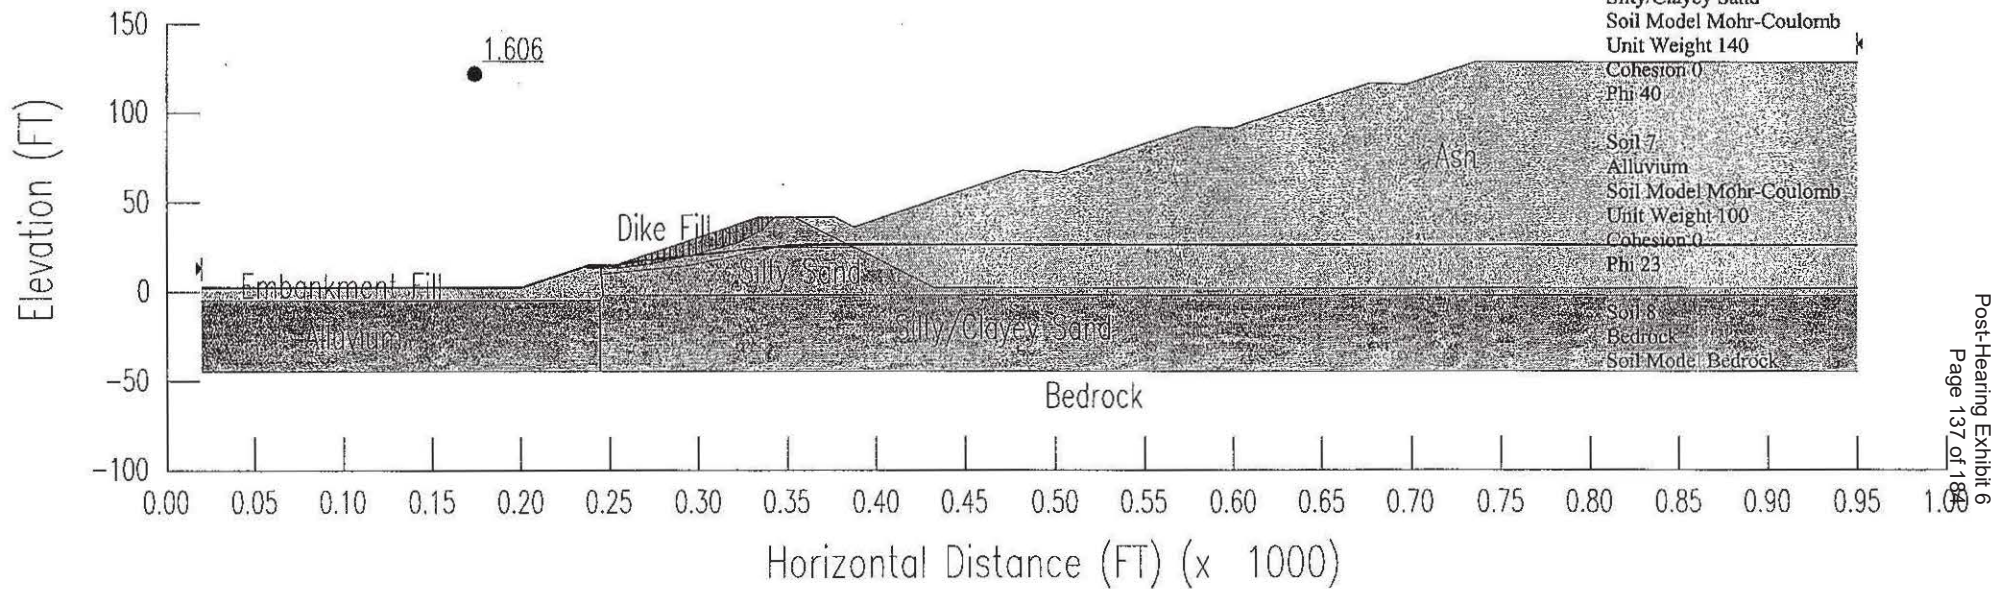 Silty/Clayey Sand
Soil Model Mohr-Coulomb
Unit Weight 140
Cohesion 0
Phi 40
Soil 7
Alluvium
Soil Model Mohr-Coulomb
Unit Weight 100
Cohesion 0
Phi 23
Soil 8
Bedrock
Soil Model Bedrock
1.606
Elevation (FT)
150
100
50
0
-50
-100
Dike Fill
Ash
Embankment Fill
Silty Sand
Alluvium
Silty/Clayey Sand
Bedrock
0.00 0.05 0.10 0.15 0.20 0.25 0.30 0.35 0.40 0.45 0.50 0.55 0.60 0.65 0.70 0.75 0.80 0.85 0.90 0.95 1.00
Horizontal Distance (FT) (x 1000)
Post-Hearing Exhibit 6
Page 137 of 184